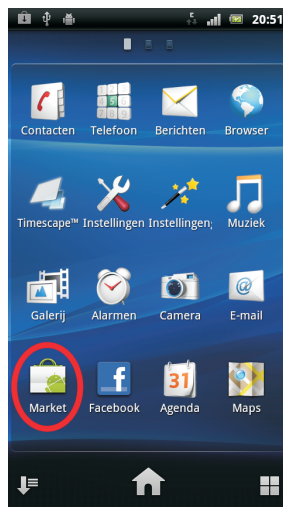 20:51
Contacten Telefoon Berichten Browser
Timescape™ Instellingen Instellingen; Muziek
Galerij Alarmen Camera E-mail
31
Market Facebook Agenda Maps